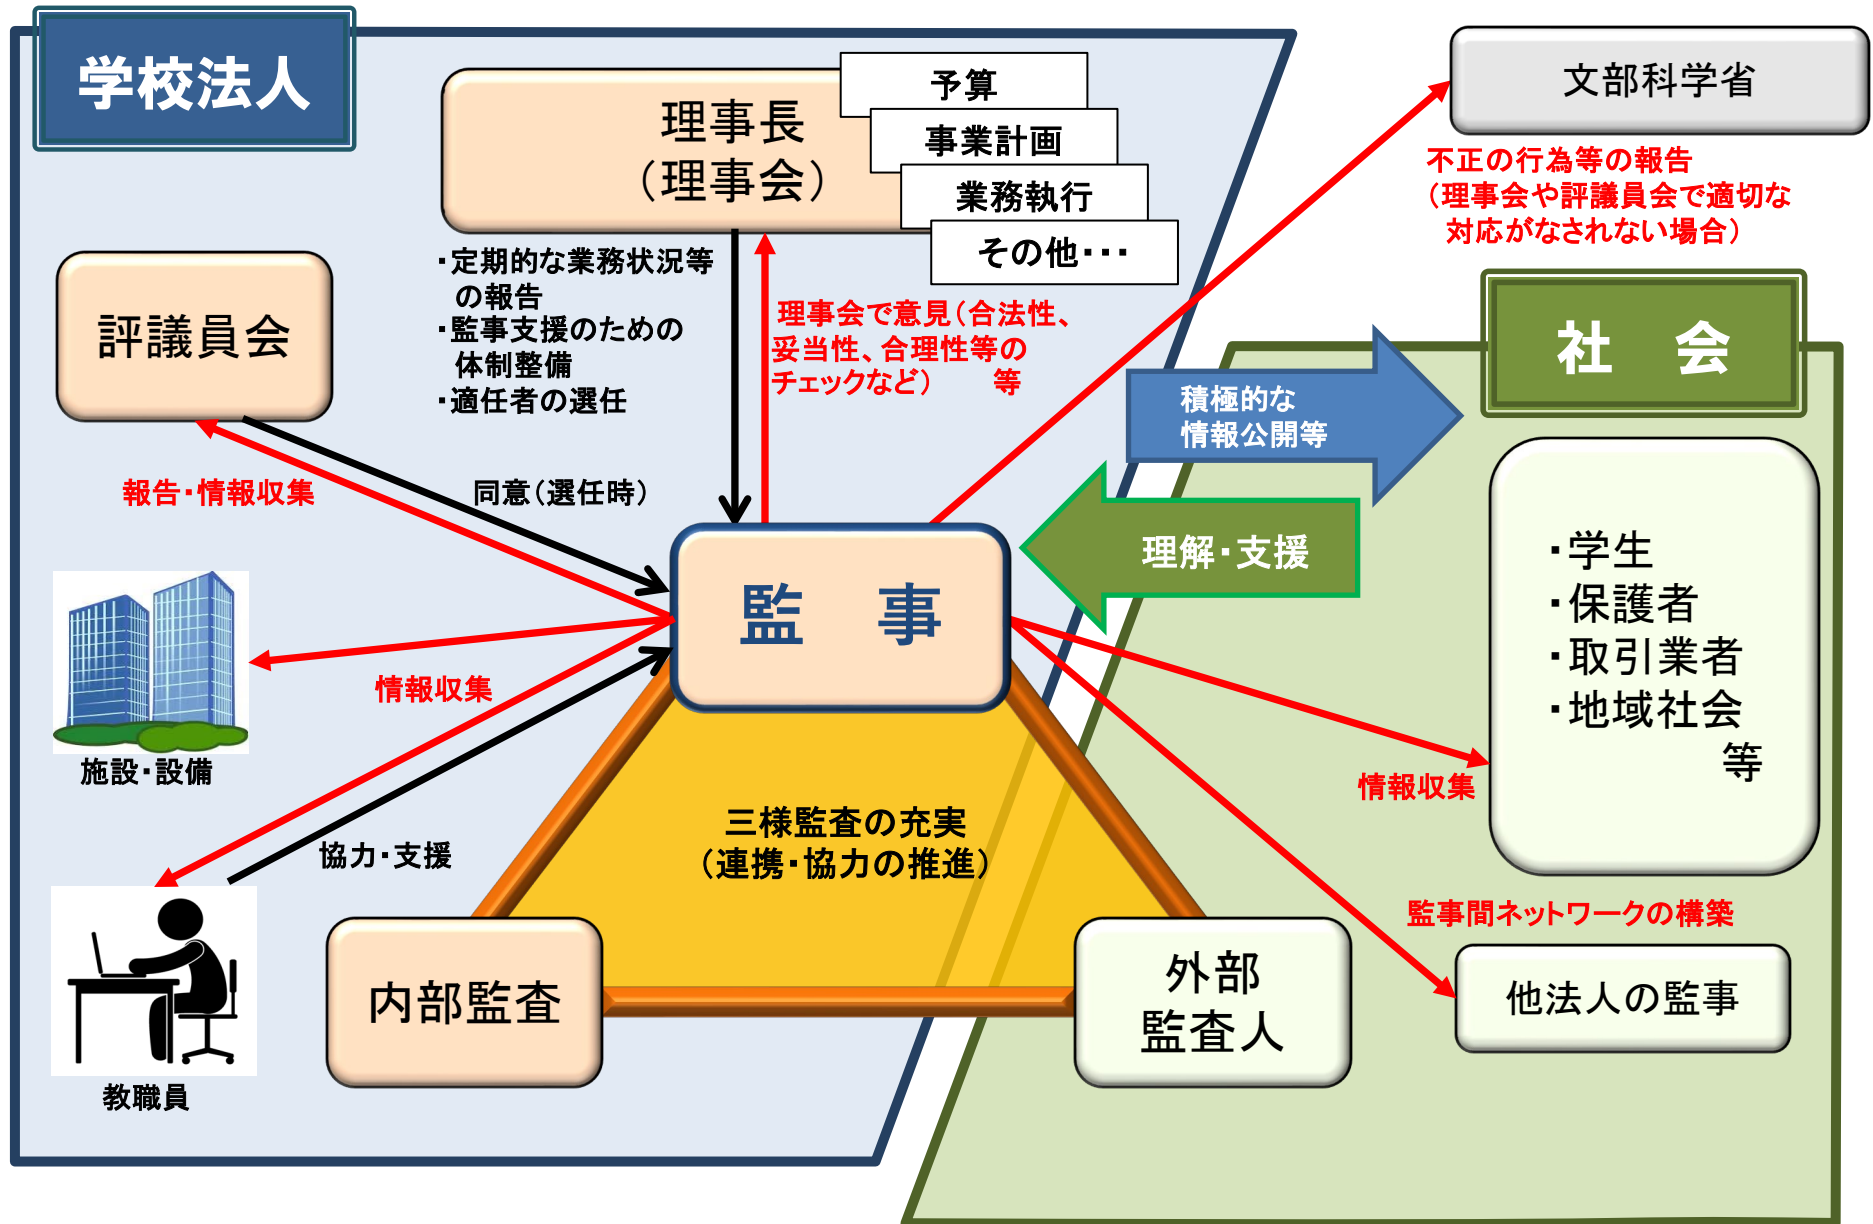 学校法人
理事長
（理事会）
予算
事業計画
業務執行
その他・・・
文部科学省
不正の行為等の報告
（理事会や評議員会で適切な
対応がなされない場合）
評議員会
・定期的な業務状況等
の報告
・監事支援のための
体制整備
・適任者の選任
理事会で意見（合法性、
妥当性、合理性等の
チェックなど）　　等
社　会
積極的な
情報公開等
報告・情報収集
同意（選任時）
理解・支援
監　事
・学生
・保護者
・取引業者
・地域社会
等
情報収集
施設・設備
情報収集
三様監査の充実
（連携・協力の推進）
協力・支援
監事間ネットワークの構築
内部監査
外部
監査人
他法人の監事
教職員